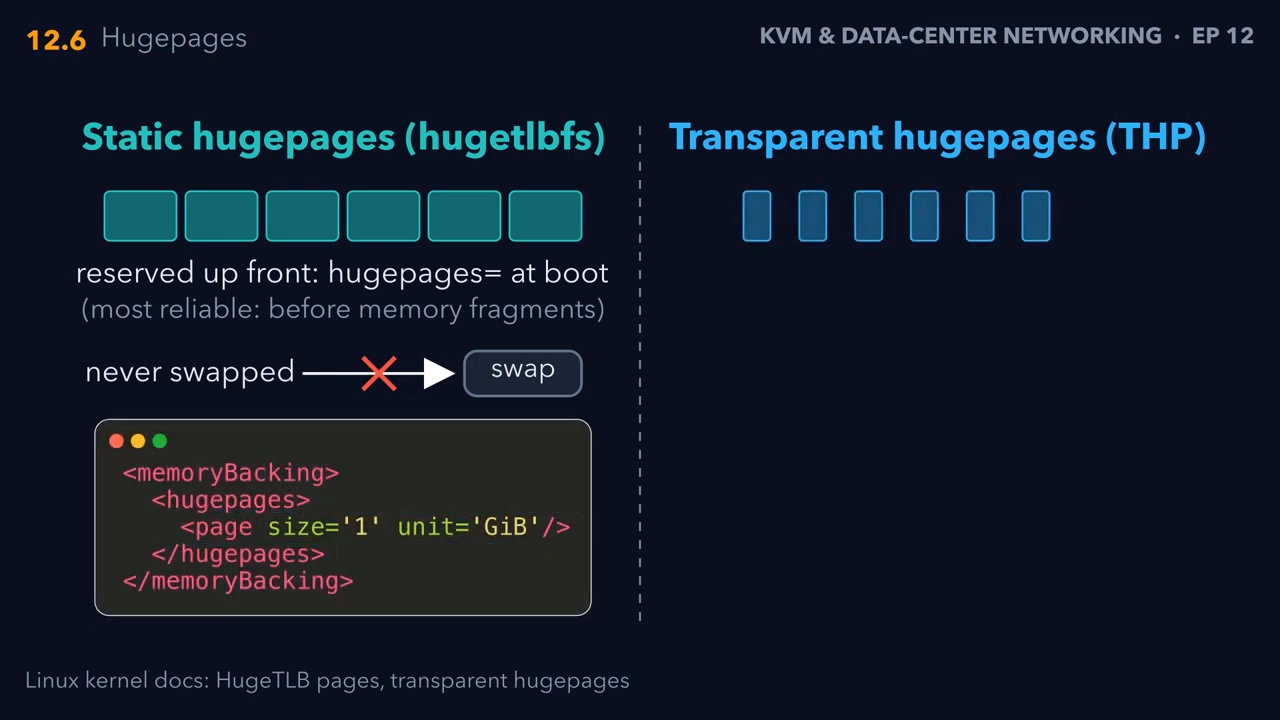 12.6 Hugepages
KVM & DATA-CENTER NETWORKING · EP 12
Static hugepages (hugetlbfs)
reserved up front: hugepages= at boot
(most reliable: before memory fragments)
never swapped
swap
<memoryBacking>
  <hugepages>
    <page size='1' unit='GiB'/>
  </hugepages>
</memoryBacking>
Transparent hugepages (THP)
Linux kernel docs: HugeTLB pages, transparent hugepages